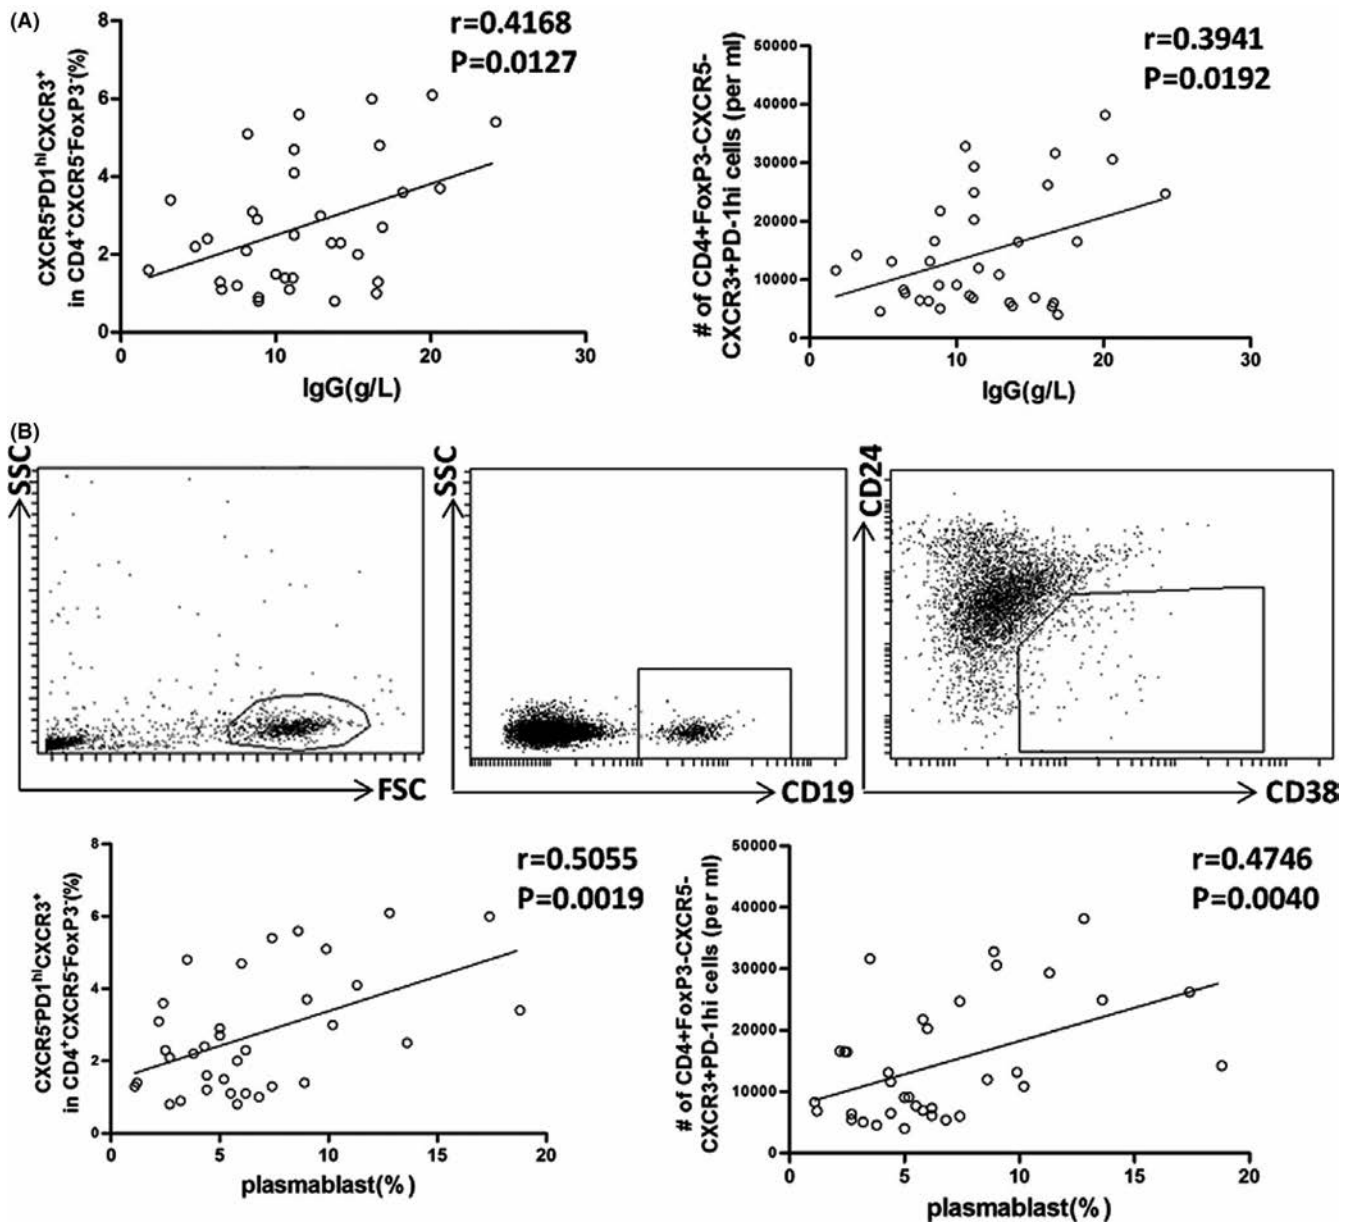 (A)
CXCR5⁻PD1ʰⁱCXCR3⁺
in CD4⁺CXCR5⁻FoxP3⁻(%)
8
6
4
2
0
0 10 20 30
IgG(g/L)
r=0.4168
P=0.0127
# of CD4+FoxP3-CXCR5-
CXCR3+PD-1hi cells (per ml)
50000
40000
30000
20000
10000
0
0 10 20 30
IgG(g/L)
r=0.3941
P=0.0192
(B)
SSC
FSC
SSC
CD19
CD24
CD38
CXCR5⁻PD1ʰⁱCXCR3⁺
in CD4⁺CXCR5⁻FoxP3⁻(%)
8
6
4
2
0
0 5 10 15 20
plasmablast(%)
r=0.5055
P=0.0019
# of CD4+FoxP3-CXCR5-
CXCR3+PD-1hi cells (per ml)
50000
40000
30000
20000
10000
0
0 5 10 15 20
plasmablast(%)
r=0.4746
P=0.0040